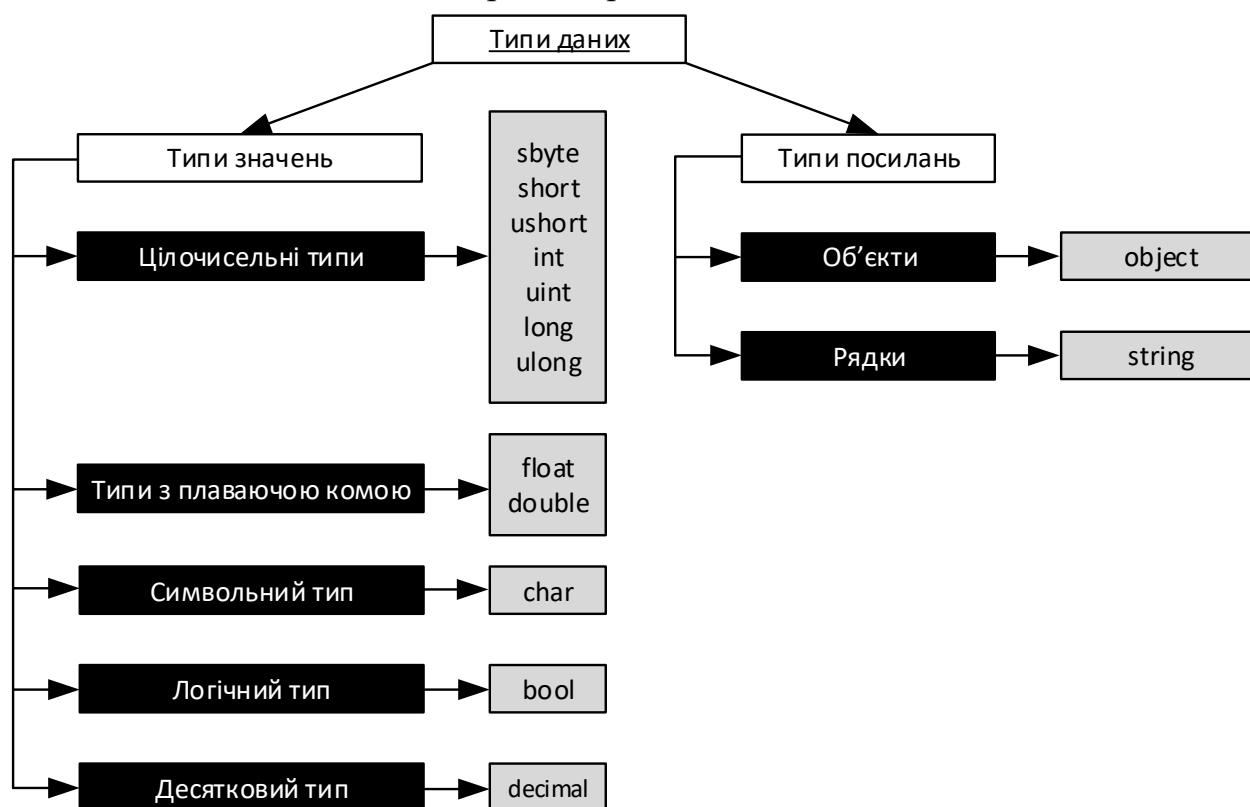 Типи даних
Типи значень
Типи посилань
Цілочисельні типи
sbyte
short
ushort
int
uint
long
ulong
Об’єкти
object
Рядки
string
Типи з плаваючою комою
float
double
Символьний тип
char
Логічний тип
bool
Десятковий тип
decimal